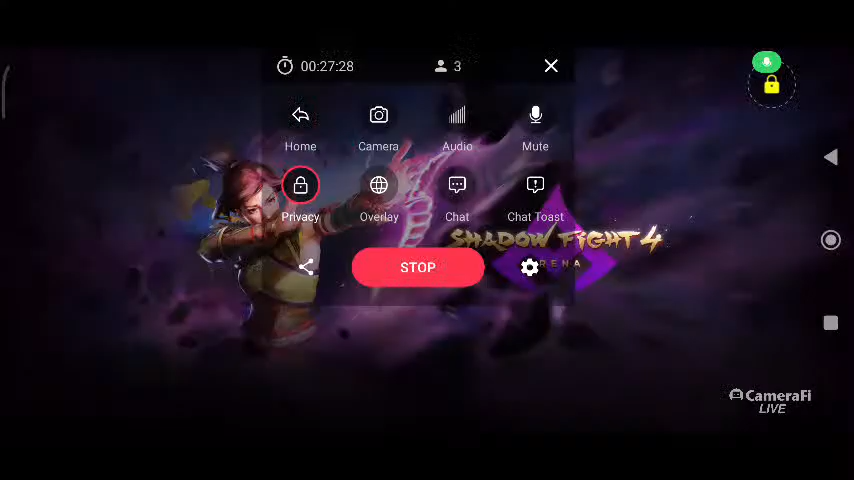 00:27:28
3
Home
Camera
Audio
Mute
Privacy
Overlay
Chat
Chat Toast
SHADOW FIGHT 4
ARENA
STOP
CameraFi
LIVE